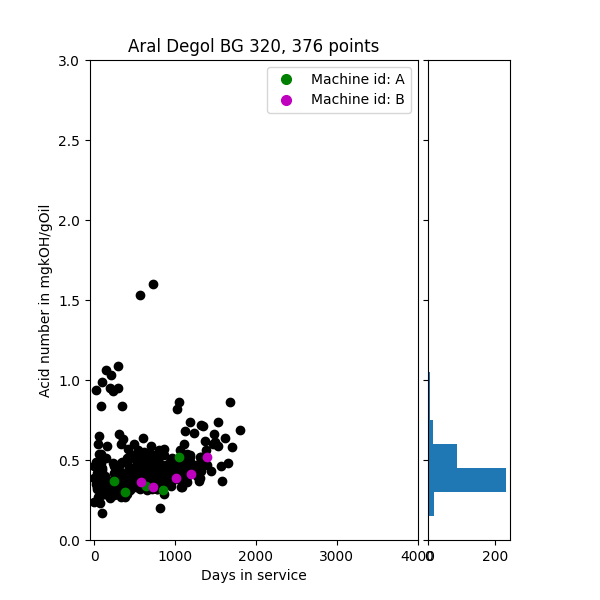 Aral Degol BG 320, 376 points
Machine id: A
Machine id: B
Acid number in mgkOH/gOil
3.0
2.5
2.0
1.5
1.0
0.5
0.0
0
1000
2000
3000
4000
Days in service
0
200